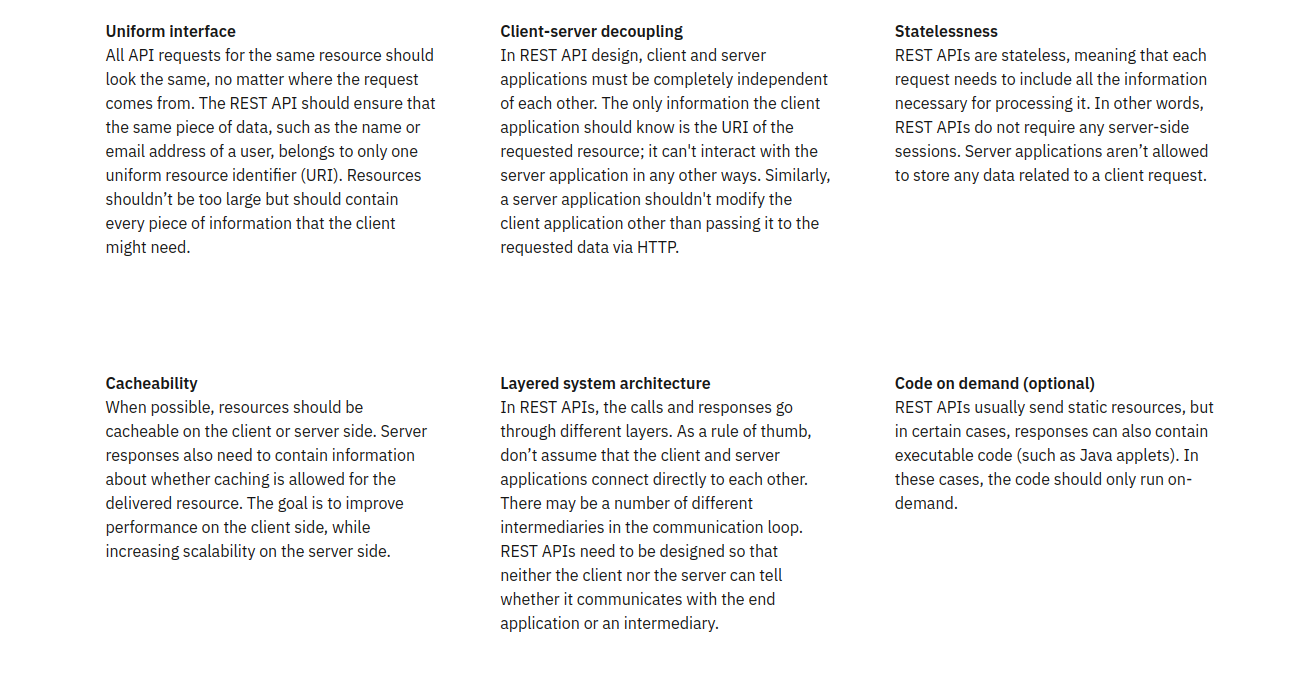 Uniform interface
All API requests for the same resource should
look the same, no matter where the request
comes from. The REST API should ensure that
the same piece of data, such as the name or
email address of a user, belongs to only one
uniform resource identifier (URI). Resources
shouldn’t be too large but should contain
every piece of information that the client
might need.
Client-server decoupling
In REST API design, client and server
applications must be completely independent
of each other. The only information the client
application should know is the URI of the
requested resource; it can't interact with the
server application in any other ways. Similarly,
a server application shouldn't modify the
client application other than passing it to the
requested data via HTTP.
Statelessness
REST APIs are stateless, meaning that each
request needs to include all the information
necessary for processing it. In other words,
REST APIs do not require any server-side
sessions. Server applications aren’t allowed
to store any data related to a client request.
Cacheability
When possible, resources should be
cacheable on the client or server side. Server
responses also need to contain information
about whether caching is allowed for the
delivered resource. The goal is to improve
performance on the client side, while
increasing scalability on the server side.
Layered system architecture
In REST APIs, the calls and responses go
through different layers. As a rule of thumb,
don’t assume that the client and server
applications connect directly to each other.
There may be a number of different
intermediaries in the communication loop.
REST APIs need to be designed so that
neither the client nor the server can tell
whether it communicates with the end
application or an intermediary.
Code on demand (optional)
REST APIs usually send static resources, but
in certain cases, responses can also contain
executable code (such as Java applets). In
these cases, the code should only run on-
demand.